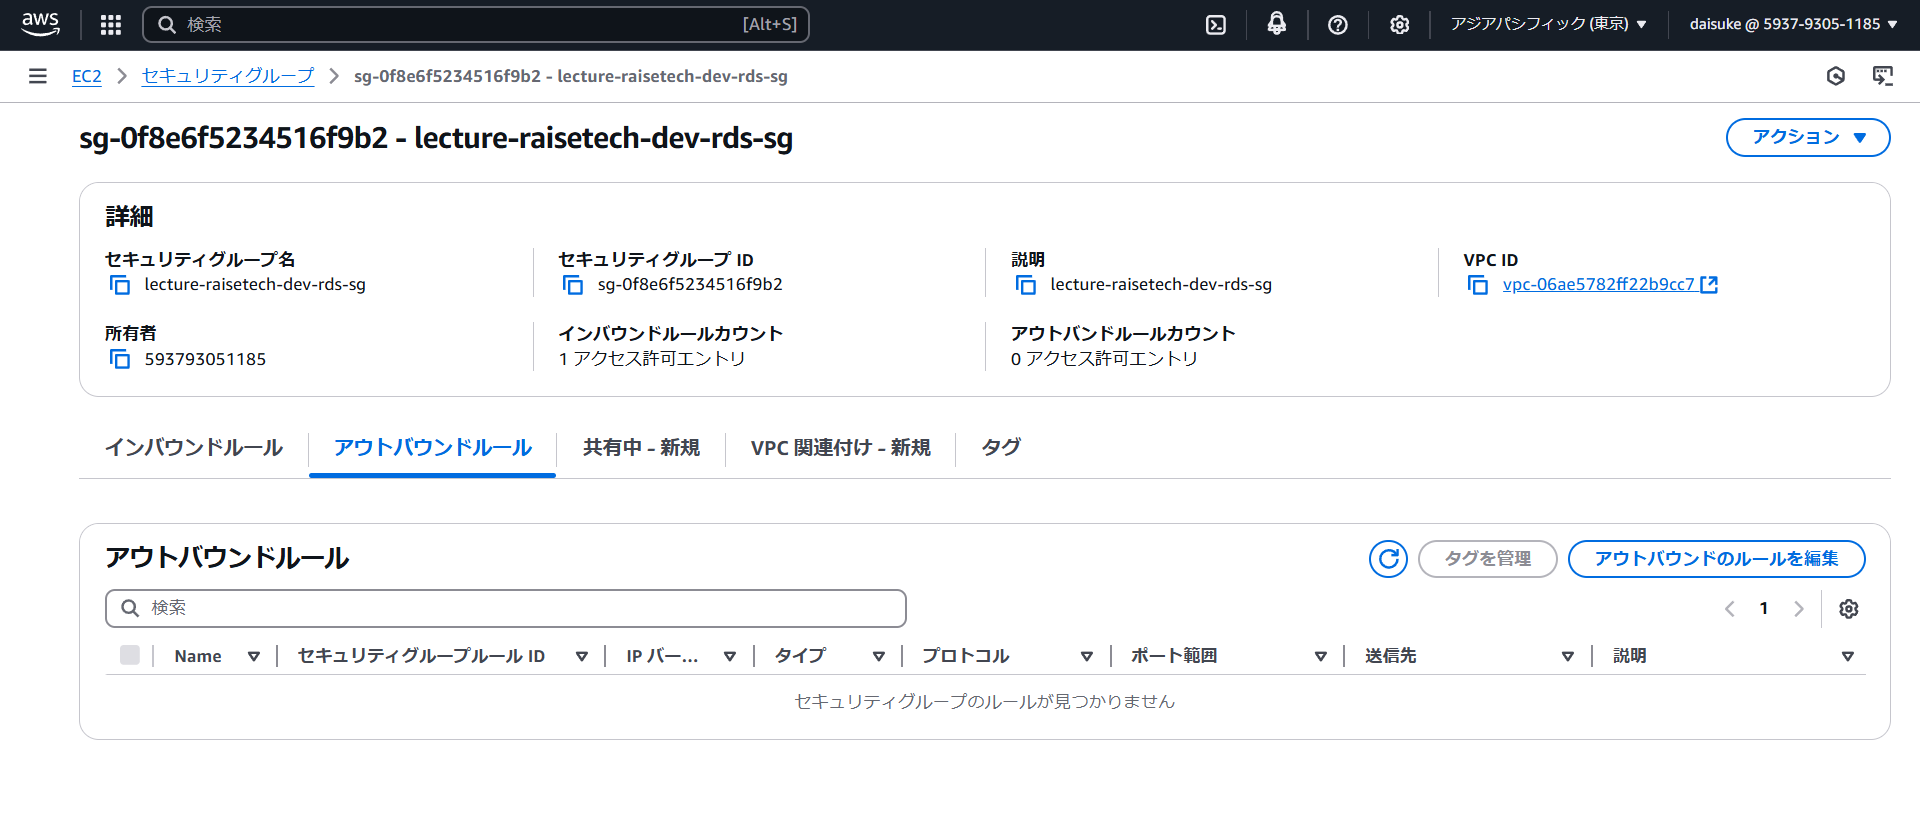 aws
検索 [Alt+S]
アジアパシフィック (東京) ▼
daisuke @ 5937-9305-1185 ▼
EC2 > セキュリティグループ > sg-0f8e6f5234516f9b2 - lecture-raisetech-dev-rds-sg
sg-0f8e6f5234516f9b2 - lecture-raisetech-dev-rds-sg
アクション ▼
詳細
セキュリティグループ名
lecture-raisetech-dev-rds-sg
セキュリティグループ ID
sg-0f8e6f5234516f9b2
説明
lecture-raisetech-dev-rds-sg
VPC ID
vpc-06ae5782ff22b9cc7
所有者
593793051185
インバウンドルールカウント
1 アクセス許可エントリ
アウトバンドルールカウント
0 アクセス許可エントリ
インバウンドルール
アウトバウンドルール
共有中 - 新規
VPC 関連付け - 新規
タグ
アウトバウンドルール
タグを管理
アウトバウンドのルールを編集
検索
1
Name セキュリティグループルール ID IP バー... タイプ プロトコル ポート範囲 送信先 説明
セキュリティグループのルールが見つかりません